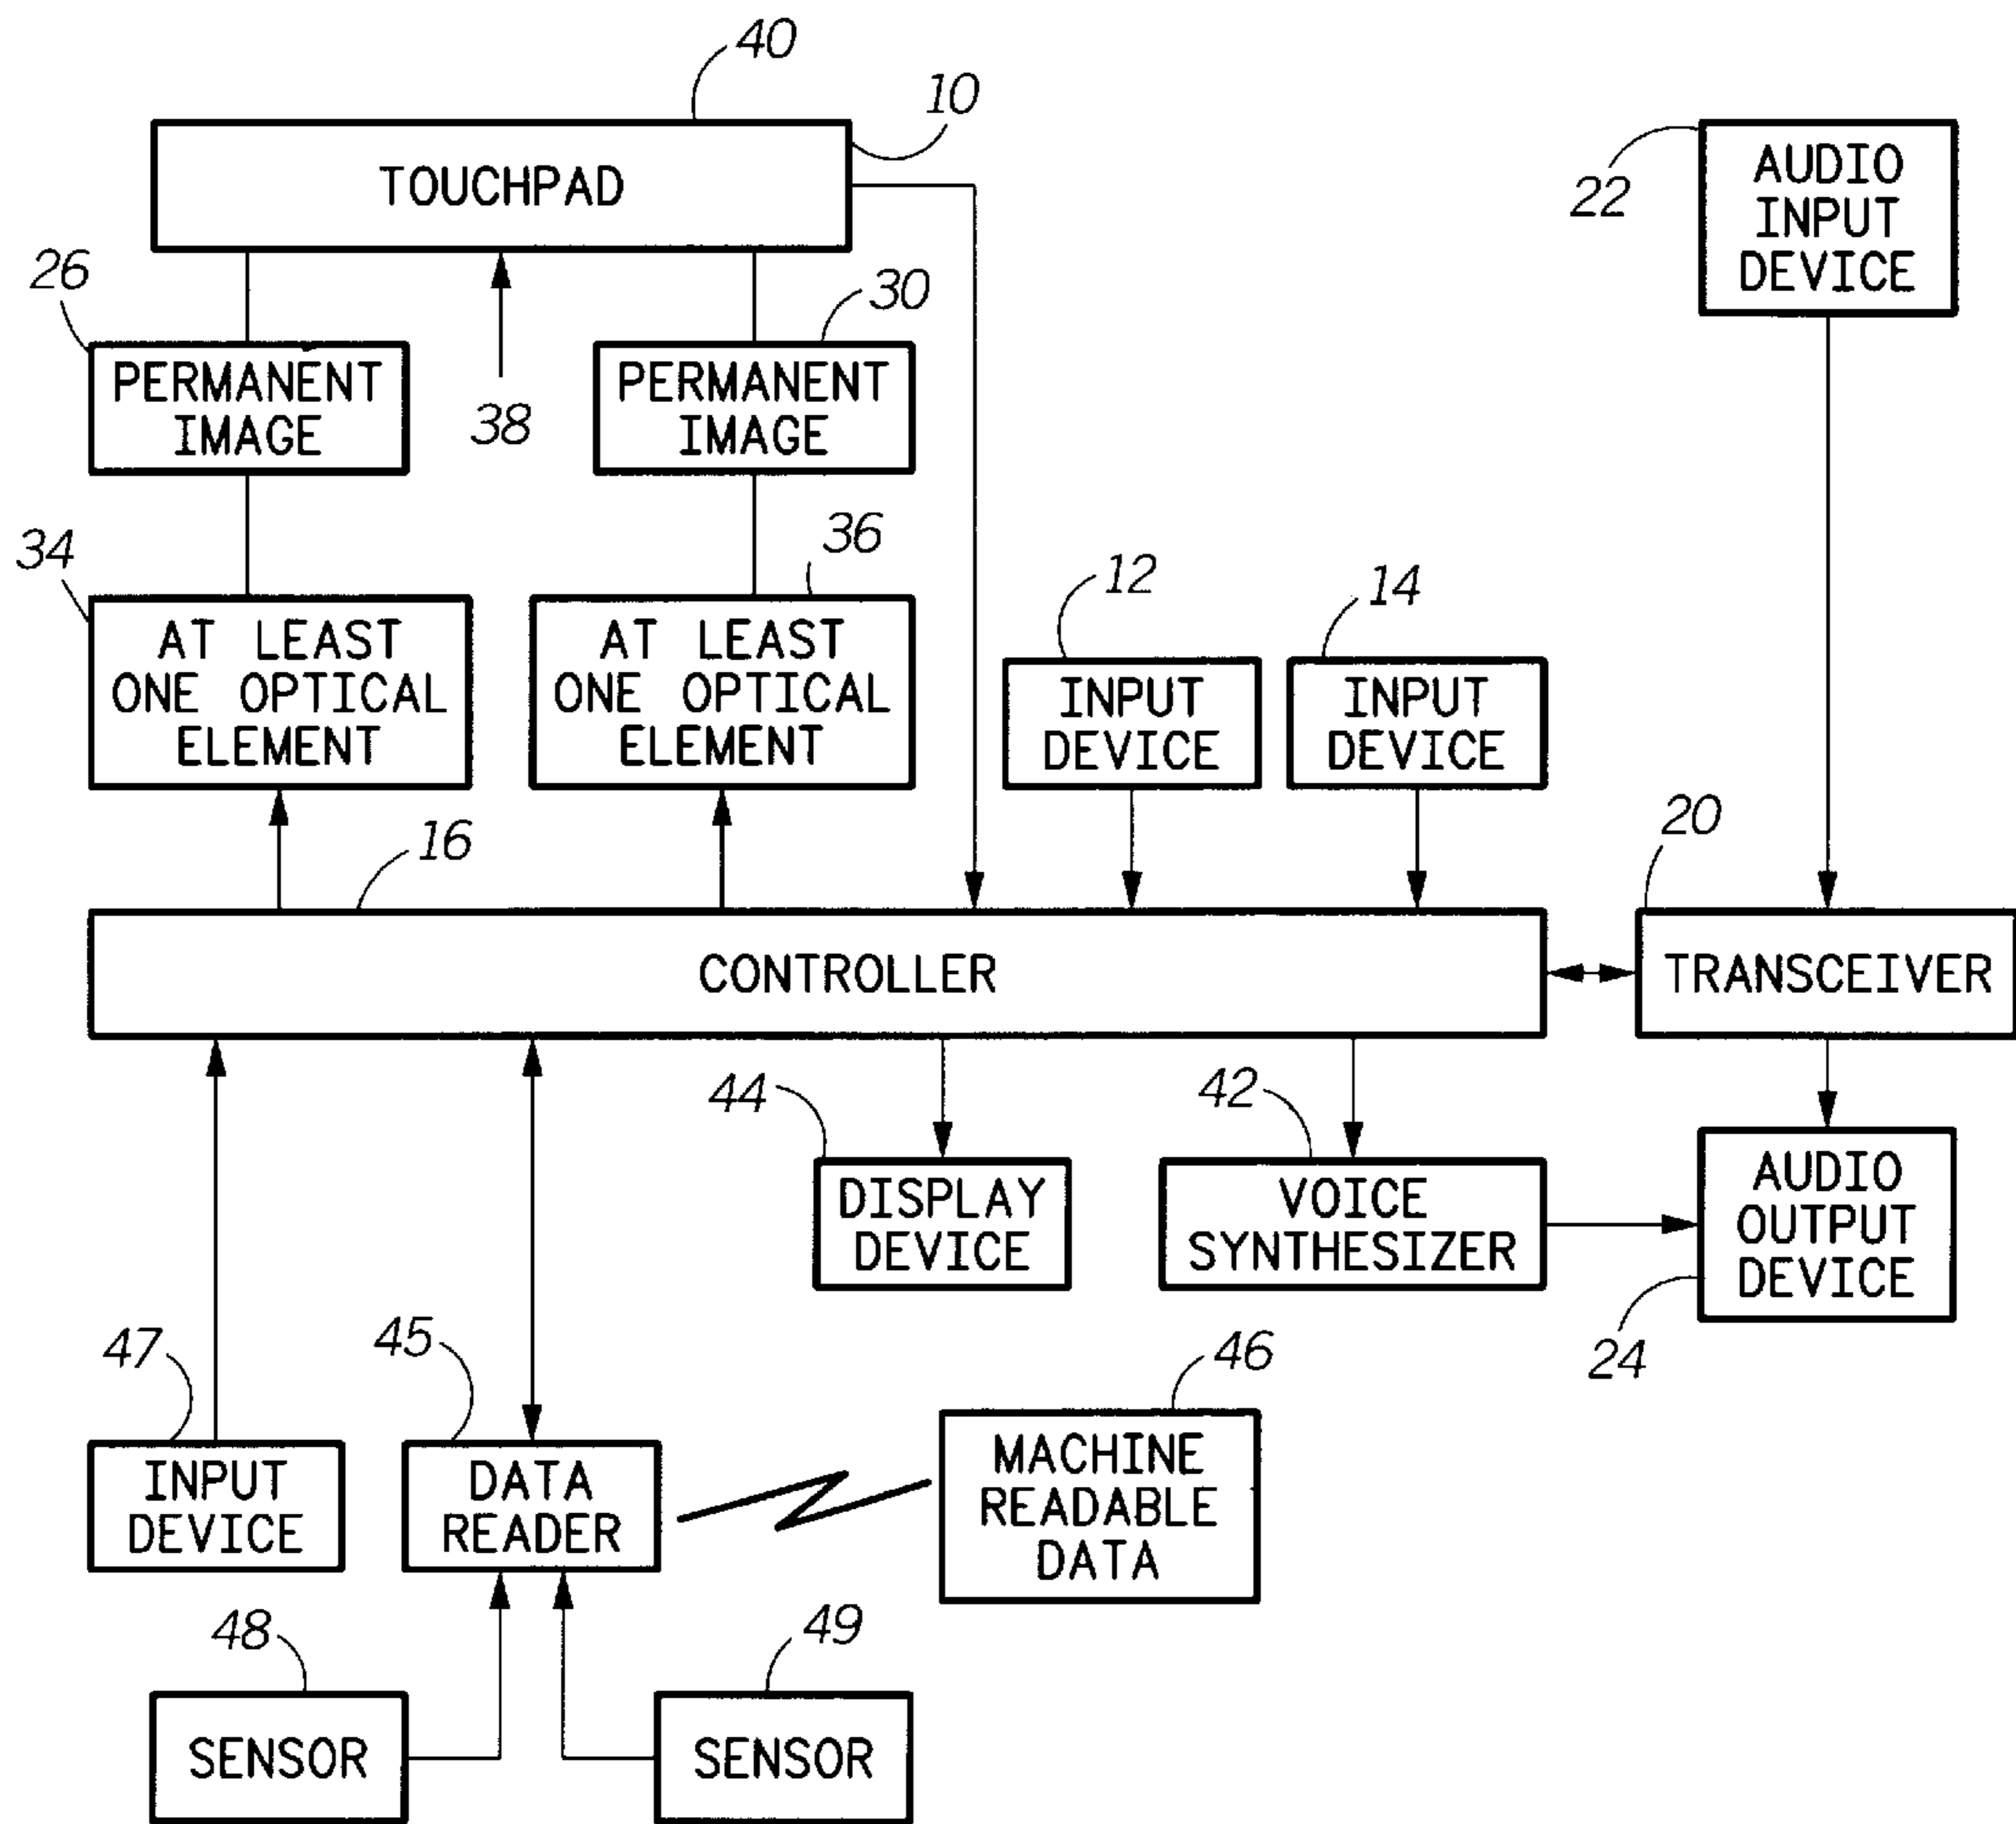 40
10
TOUCHPAD
22
AUDIO
INPUT
DEVICE
26
30
PERMANENT
IMAGE
38
PERMANENT
IMAGE
34
36
12
14
AT LEAST
ONE OPTICAL
ELEMENT
AT LEAST
ONE OPTICAL
ELEMENT
INPUT
DEVICE
INPUT
DEVICE
16
20
CONTROLLER
TRANSCEIVER
44
42
DISPLAY
DEVICE
VOICE
SYNTHESIZER
AUDIO
OUTPUT
DEVICE
24
47
45
46
INPUT
DEVICE
DATA
READER
MACHINE
READABLE
DATA
48
49
SENSOR
SENSOR